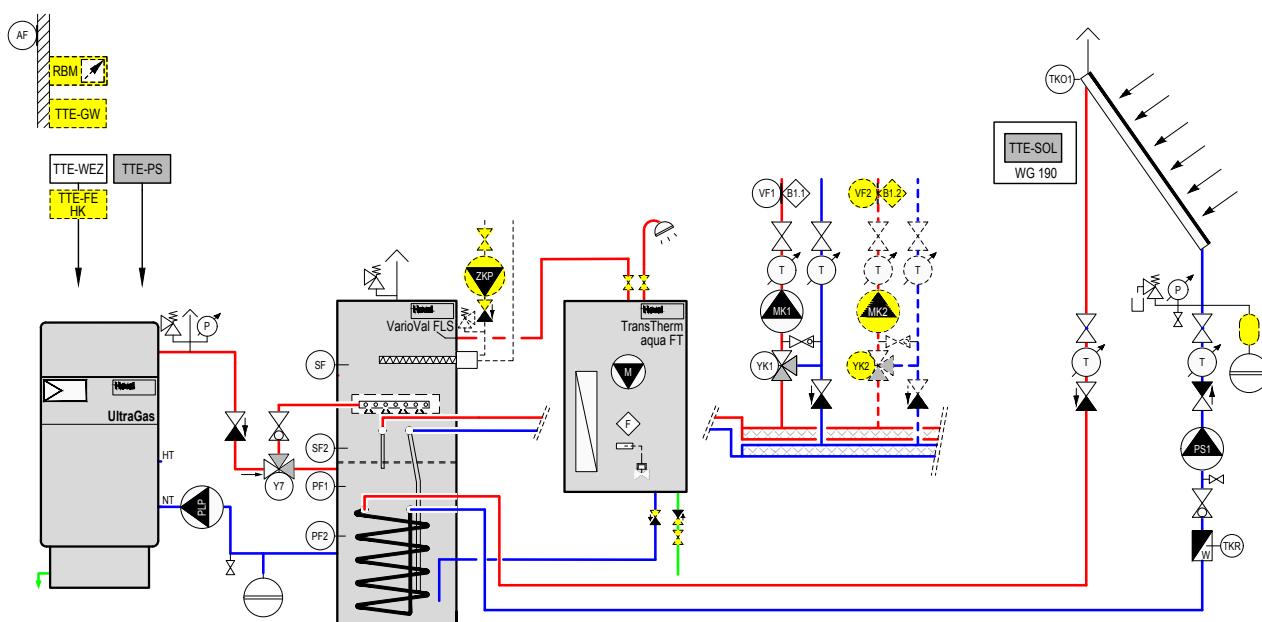 AF
RBM
TTE-GW
TTE-WEZ
TTE-PS
TTE-FE
HK
TKO1
TTE-SOL
WG 190
VF1
B1.1
VF2
B1.2
T
T
T
T
ZKP
P
P
VarioVal FLS
TransTherm
aqua FT
MK1
MK2
UltraGas
SF
M
YK1
YK2
T
T
F
SF2
HT
Y7
PF1
NT
PLP
PF2
PS1
W
TKR